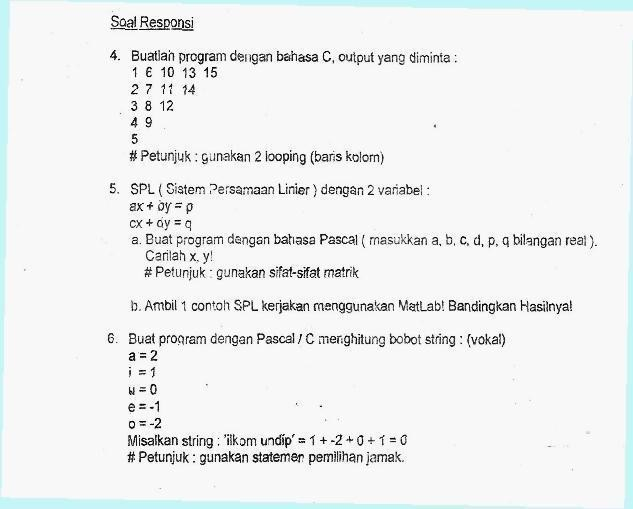 Soal Responsi
4. Buatlah program dengan bahasa C, output yang diminta :
1 6 10 13 15
2 7 11 14
3 8 12
4 9
5
# Petunjuk : gunakan 2 looping (baris kolom)
5. SPL ( Sistem Persamaan Linier ) dengan 2 variabel :
ax + by = p
cx + dy = q
a. Buat program dengan bahasa Pascal ( masukkan a, b, c, d, p, q bilangan real ).
Carilah x, y!
# Petunjuk : gunakan sifat-sifat matrik
b. Ambil 1 contoh SPL kerjakan menggunakan MatLab! Bandingkan Hasilnya!
6. Buat program dengan Pascal / C menghitung bobot string : (vokal)
a = 2
i = 1
u = 0
e = -1
o = -2
Misalkan string : 'ilkom undip' = 1 + -2 + 0 + 1 = 0
# Petunjuk : gunakan statemen pemilihan jamak.